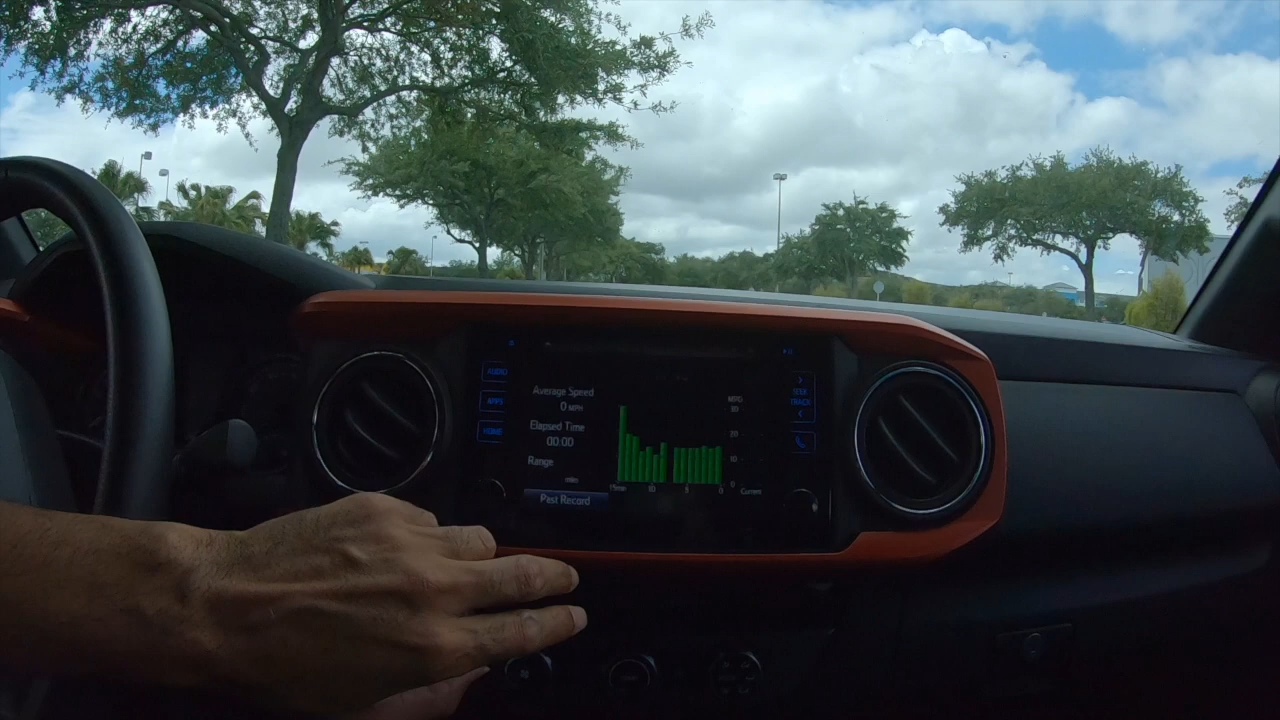 AUDIO
APPS
HOME
Average Speed
0 MPH
Elapsed Time
00:00
Range
miles
Past Record
MPG
30
20
10
0
15min 10 5 0
Current
SEEK
TRACK